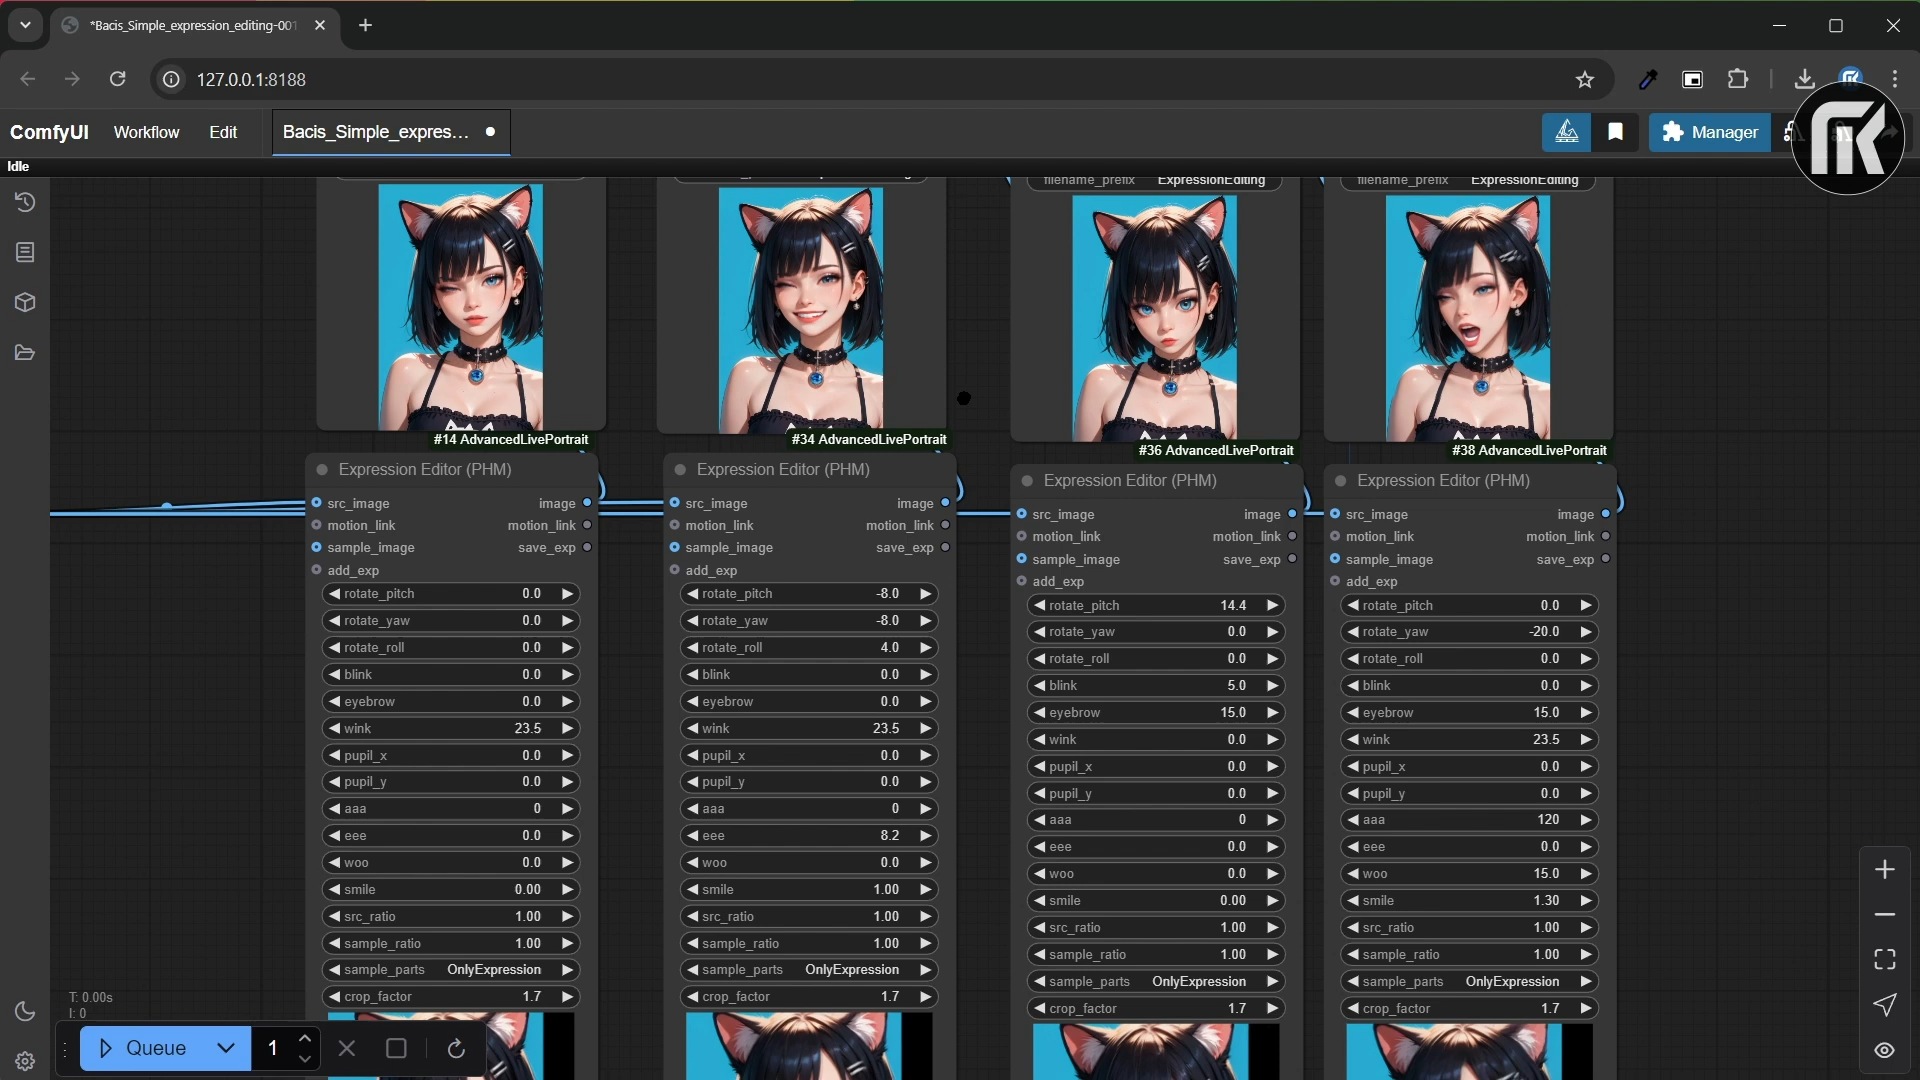 *Bacis_Simple_expression_editing-001
127.0.0.1:8188
ComfyUI
Workflow
Edit
Bacis_Simple_expres...
Manager
Idle
filename_prefix ExpressionEditing
filename_prefix ExpressionEditing
#14 AdvancedLivePortrait
Expression Editor (PHM)
src_image image
motion_link motion_link
sample_image save_exp
add_exp
rotate_pitch 0.0
rotate_yaw 0.0
rotate_roll 0.0
blink 0.0
eyebrow 0.0
wink 23.5
pupil_x 0.0
pupil_y 0.0
aaa 0
eee 0.0
woo 0.0
smile 0.00
src_ratio 1.00
sample_ratio 1.00
sample_parts OnlyExpression
crop_factor 1.7
#34 AdvancedLivePortrait
Expression Editor (PHM)
src_image image
motion_link motion_link
sample_image save_exp
add_exp
rotate_pitch -8.0
rotate_yaw -8.0
rotate_roll 4.0
blink 0.0
eyebrow 0.0
wink 23.5
pupil_x 0.0
pupil_y 0.0
aaa 0
eee 8.2
woo 0.0
smile 1.00
src_ratio 1.00
sample_ratio 1.00
sample_parts OnlyExpression
crop_factor 1.7
#36 AdvancedLivePortrait
Expression Editor (PHM)
src_image image
motion_link motion_link
sample_image save_exp
add_exp
rotate_pitch 14.4
rotate_yaw 0.0
rotate_roll 0.0
blink 5.0
eyebrow 15.0
wink 0.0
pupil_x 0.0
pupil_y 0.0
aaa 0
eee 0.0
woo 0.0
smile 0.00
src_ratio 1.00
sample_ratio 1.00
sample_parts OnlyExpression
crop_factor 1.7
#38 AdvancedLivePortrait
Expression Editor (PHM)
src_image image
motion_link motion_link
sample_image save_exp
add_exp
rotate_pitch 0.0
rotate_yaw -20.0
rotate_roll 0.0
blink 0.0
eyebrow 15.0
wink 23.5
pupil_x 0.0
pupil_y 0.0
aaa 120
eee 0.0
woo 15.0
smile 1.30
src_ratio 1.00
sample_ratio 1.00
sample_parts OnlyExpression
crop_factor 1.7
T: 0.00s
I: 0
Queue
1